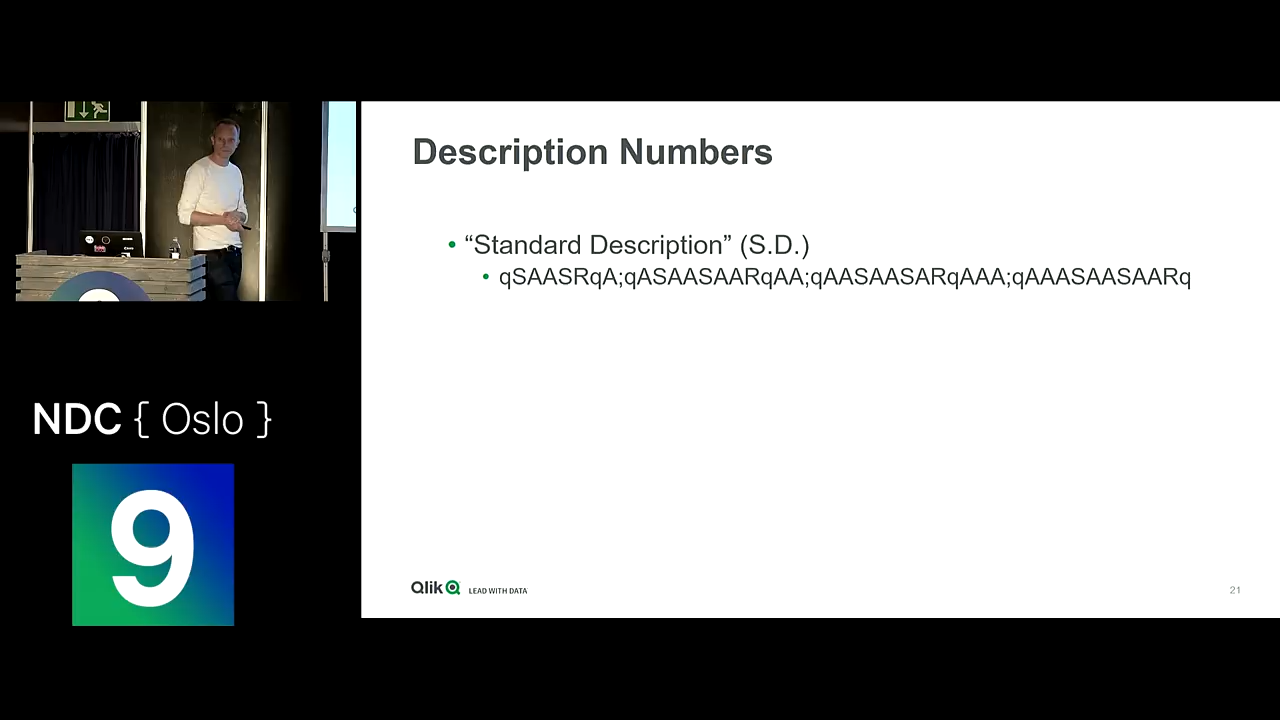 Description Numbers
• “Standard Description” (S.D.)
• qSAASRqA;qASAASAARqAA;qAASAASARqAAA;qAAASAASAARq
NDC { Oslo }
9
Qlik LEAD WITH DATA
21